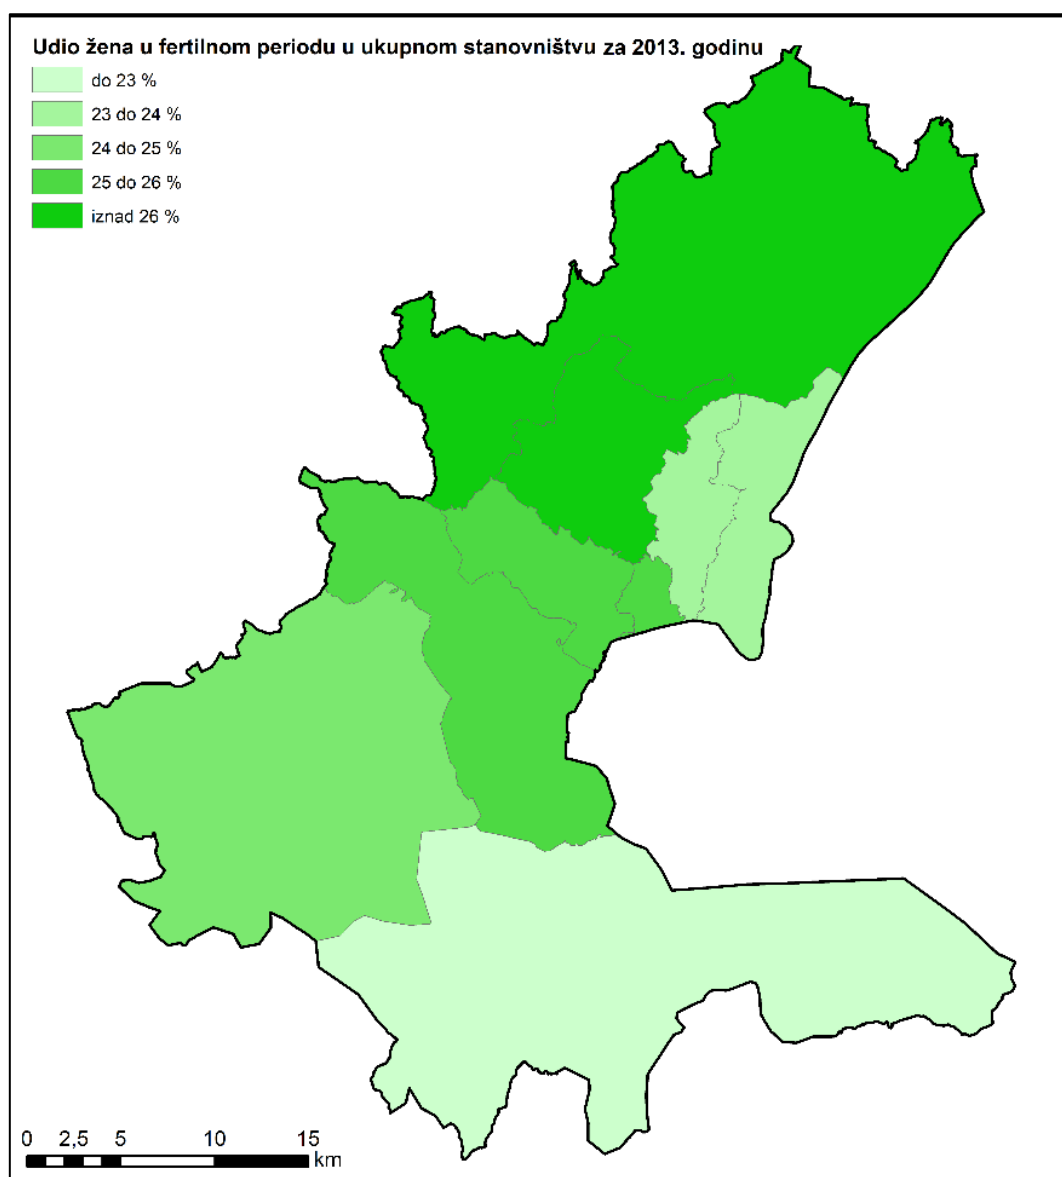 Udio žena u fertilnom periodu u ukupnom stanovništvu za 2013. godinu
do 23 %
23 do 24 %
24 do 25 %
25 do 26 %
iznad 26 %
0 2,5 5 10 15
km